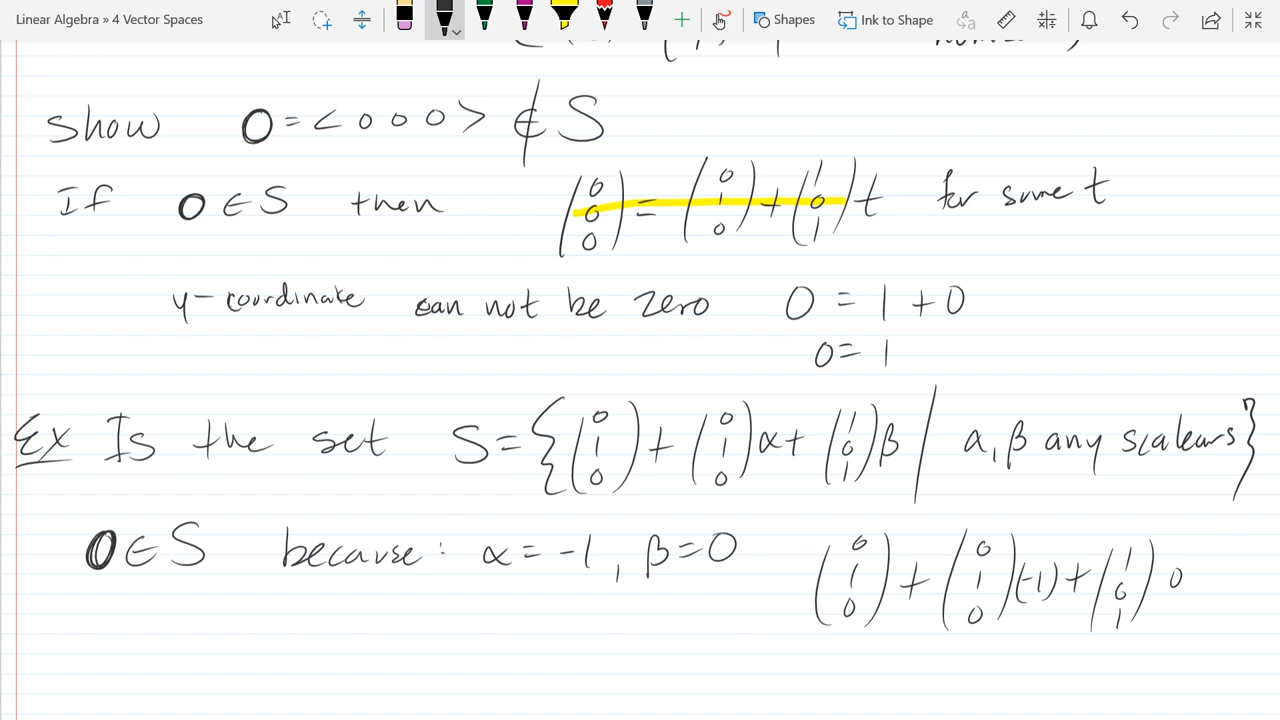 Linear Algebra » 4 Vector Spaces
Shapes
Ink to Shape
show 0 = < 0 0 0 > ∉ S
If 0 ∈ S then (0 0 0) = (0 1 0) + (1 0 1) t for some t
y-coordinate can not be zero 0 = 1 + 0
0 = 1
Ex Is the set S = { (0 1 0) + (0 1 0) α + (1 0 1) β | α, β any scalars }
0 ∈ S because: α = -1, β = 0 (0 1 0) + (0 1 0) (-1) + (1 0 1) 0